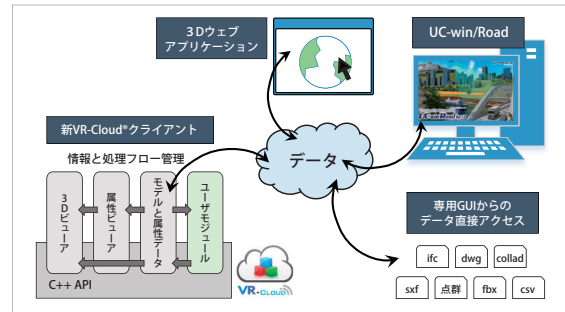 3Dウェブ
アプリケーション
UC-win/Road
新VR-Cloud®クライアント
情報と処理フロー管理
3Dビューア
属性ビューア
モデルと属性データ
ユーザモジュール
C++ API
VR-CLOUD
データ
専用GUIからの
データ直接アクセス
ifc
dwg
collad
sxf
点群
fbx
csv